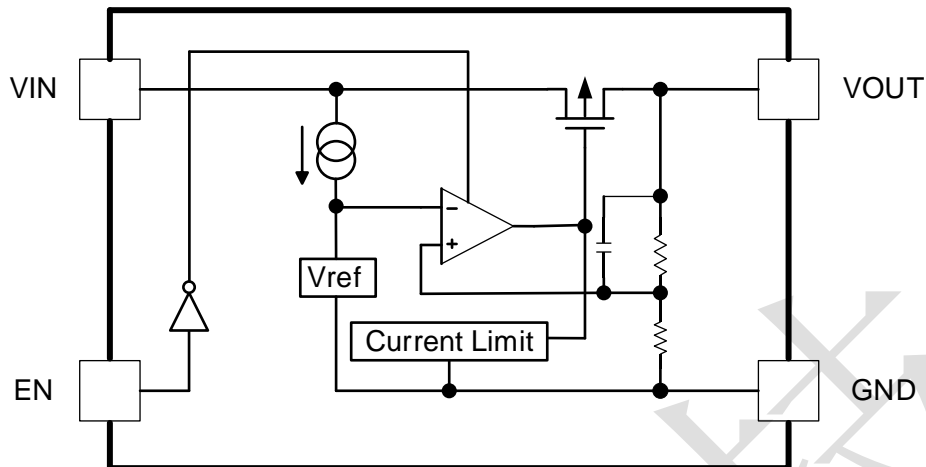 VIN
VOUT
−
+
Vref
Current Limit
EN
GND